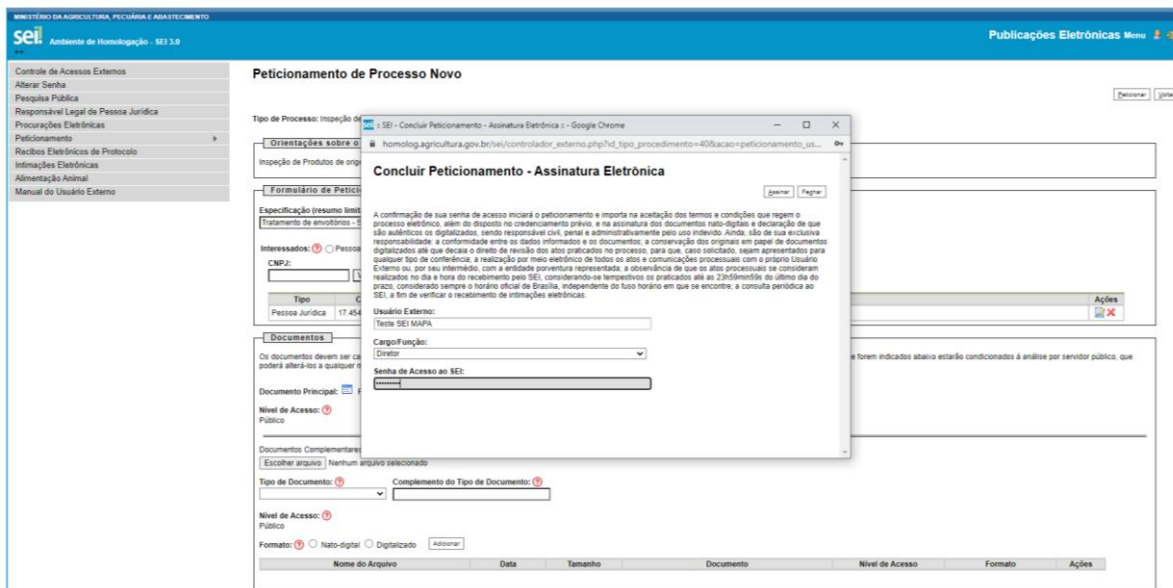 MINISTÉRIO DA AGRICULTURA, PECUÁRIA E ABASTECIMENTO
sei! Ambiente de Homologação - SEI 3.0
Publicações Eletrônicas Menu
Controle de Acessos Externos
Alterar Senha
Pesquisa Pública
Responsável Legal de Pessoa Jurídica
Procurações Eletrônicas
Peticionamento
Recibos Eletrônicos de Protocolo
Intimações Eletrônicas
Alimentação Animal
Manual do Usuário Externo
Peticionamento de Processo Novo
Peticionar
Tipo de Processo: Inspeção de
Orientações sobre o
Inspeção de Produtos de orig
Formulário de Petici
Especificação (resumo limit
Tratamento de envoltórios - S
Interessados: Pessoa
CNPJ:
Tipo
Ações
Pessoa Jurídica 17.454
Documentos
Os documentos devem ser ca
e forem indicados abaixo estarão condicionados à análise por servidor público, que
poderá alterá-los a qualquer
Documento Principal:
Nível de Acesso:
Público
Documentos Complementares
Escolher arquivo Nenhum arquivo selecionado
Tipo de Documento: Complemento do Tipo de Documento:
Nível de Acesso:
Público
Formato: Nato-digital Digitalizado Adicionar
Nome do Arquivo Data Tamanho Documento Nível de Acesso Formato Ações
:: SEI - Concluir Peticionamento - Assinatura Eletrônica :: - Google Chrome
homolog.agricultura.gov.br/sei/controlador_externo.php?id_tipo_procedimento=40&acao=peticionamento_us...
Concluir Peticionamento - Assinatura Eletrônica
Assinar Fechar
A confirmação de sua senha de acesso iniciará o peticionamento e importa na aceitação dos termos e condições que regem o
processo eletrônico, além do disposto no credenciamento prévio, e na assinatura dos documentos nato-digitais e declaração de que
são autênticos os digitalizados, sendo responsável civil, penal e administrativamente pelo uso indevido. Ainda, são de sua exclusiva
responsabilidade: a conformidade entre os dados informados e os documentos; a conservação dos originais em papel de documentos
digitalizados até que decaia o direito de revisão dos atos praticados no processo, para que, caso solicitado, sejam apresentados para
qualquer tipo de conferência; a realização por meio eletrônico de todos os atos e comunicações processuais com o próprio Usuário
Externo ou, por seu intermédio, com a entidade porventura representada; a observância de que os atos processuais se consideram
realizados no dia e hora do recebimento pelo SEI, considerando-se tempestivos os praticados até as 23h59min59s do último dia do
prazo, considerado sempre o horário oficial de Brasília, independente do fuso horário em que se encontre; a consulta periódica ao
SEI, a fim de verificar o recebimento de intimações eletrônicas.
Usuário Externo:
Teste SEI MAPA
Cargo/Função:
Diretor
Senha de Acesso ao SEI: